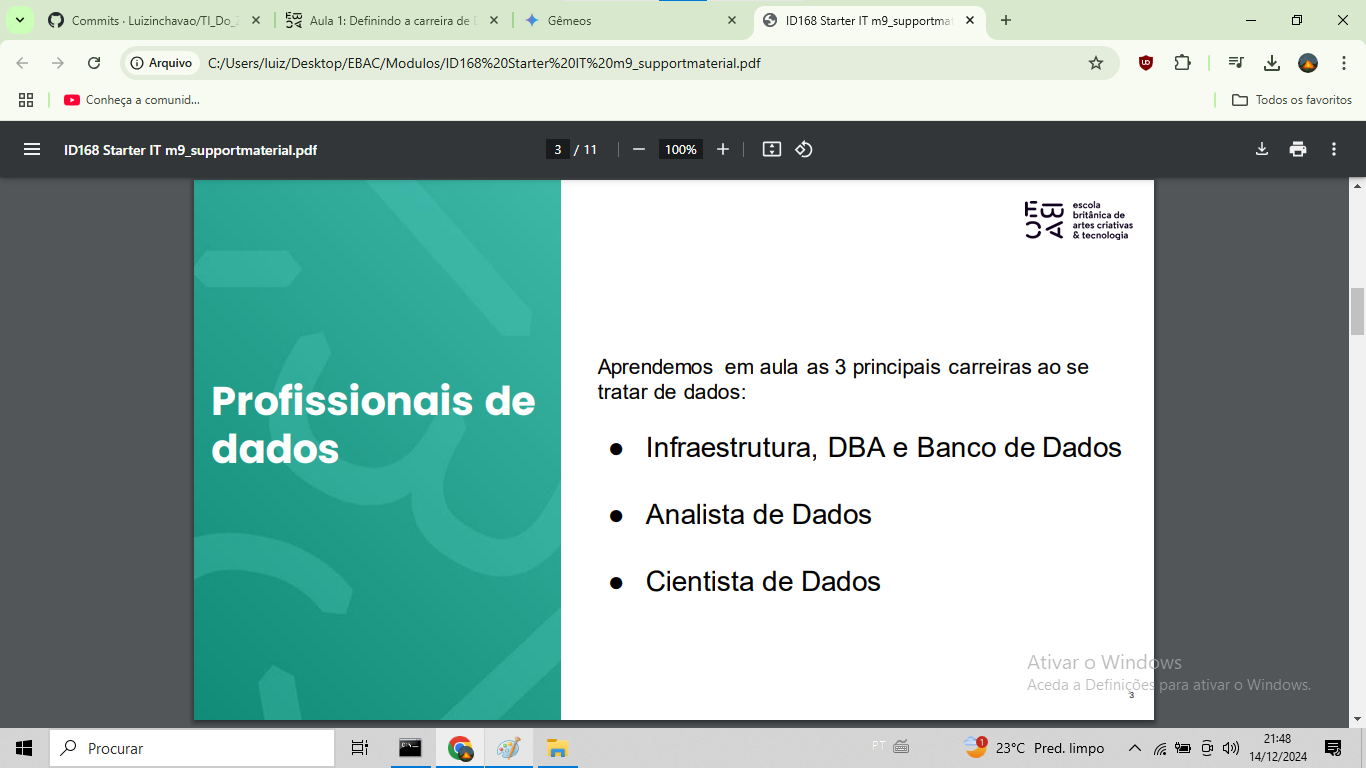 Commits · Luizinchavao/TI_Do_
Aula 1: Definindo a carreira de
Gêmeos
ID168 Starter IT m9_supportma
Arquivo
C:/Users/luiz/Desktop/EBAC/Modulos/ID168%20Starter%20IT%20m9_supportmaterial.pdf
Conheça a comunid...
Todos os favoritos
ID168 Starter IT m9_supportmaterial.pdf
3 / 11
100%
EBAC
escola
britânica de
artes criativas
& tecnologia
Profissionais de
dados
Aprendemos em aula as 3 principais carreiras ao se
tratar de dados:
● Infraestrutura, DBA e Banco de Dados
● Analista de Dados
● Cientista de Dados
Ativar o Windows
Aceda a Definições para ativar o Windows.
3
Procurar
PT
1
23°C Pred. limpo
21:48
14/12/2024